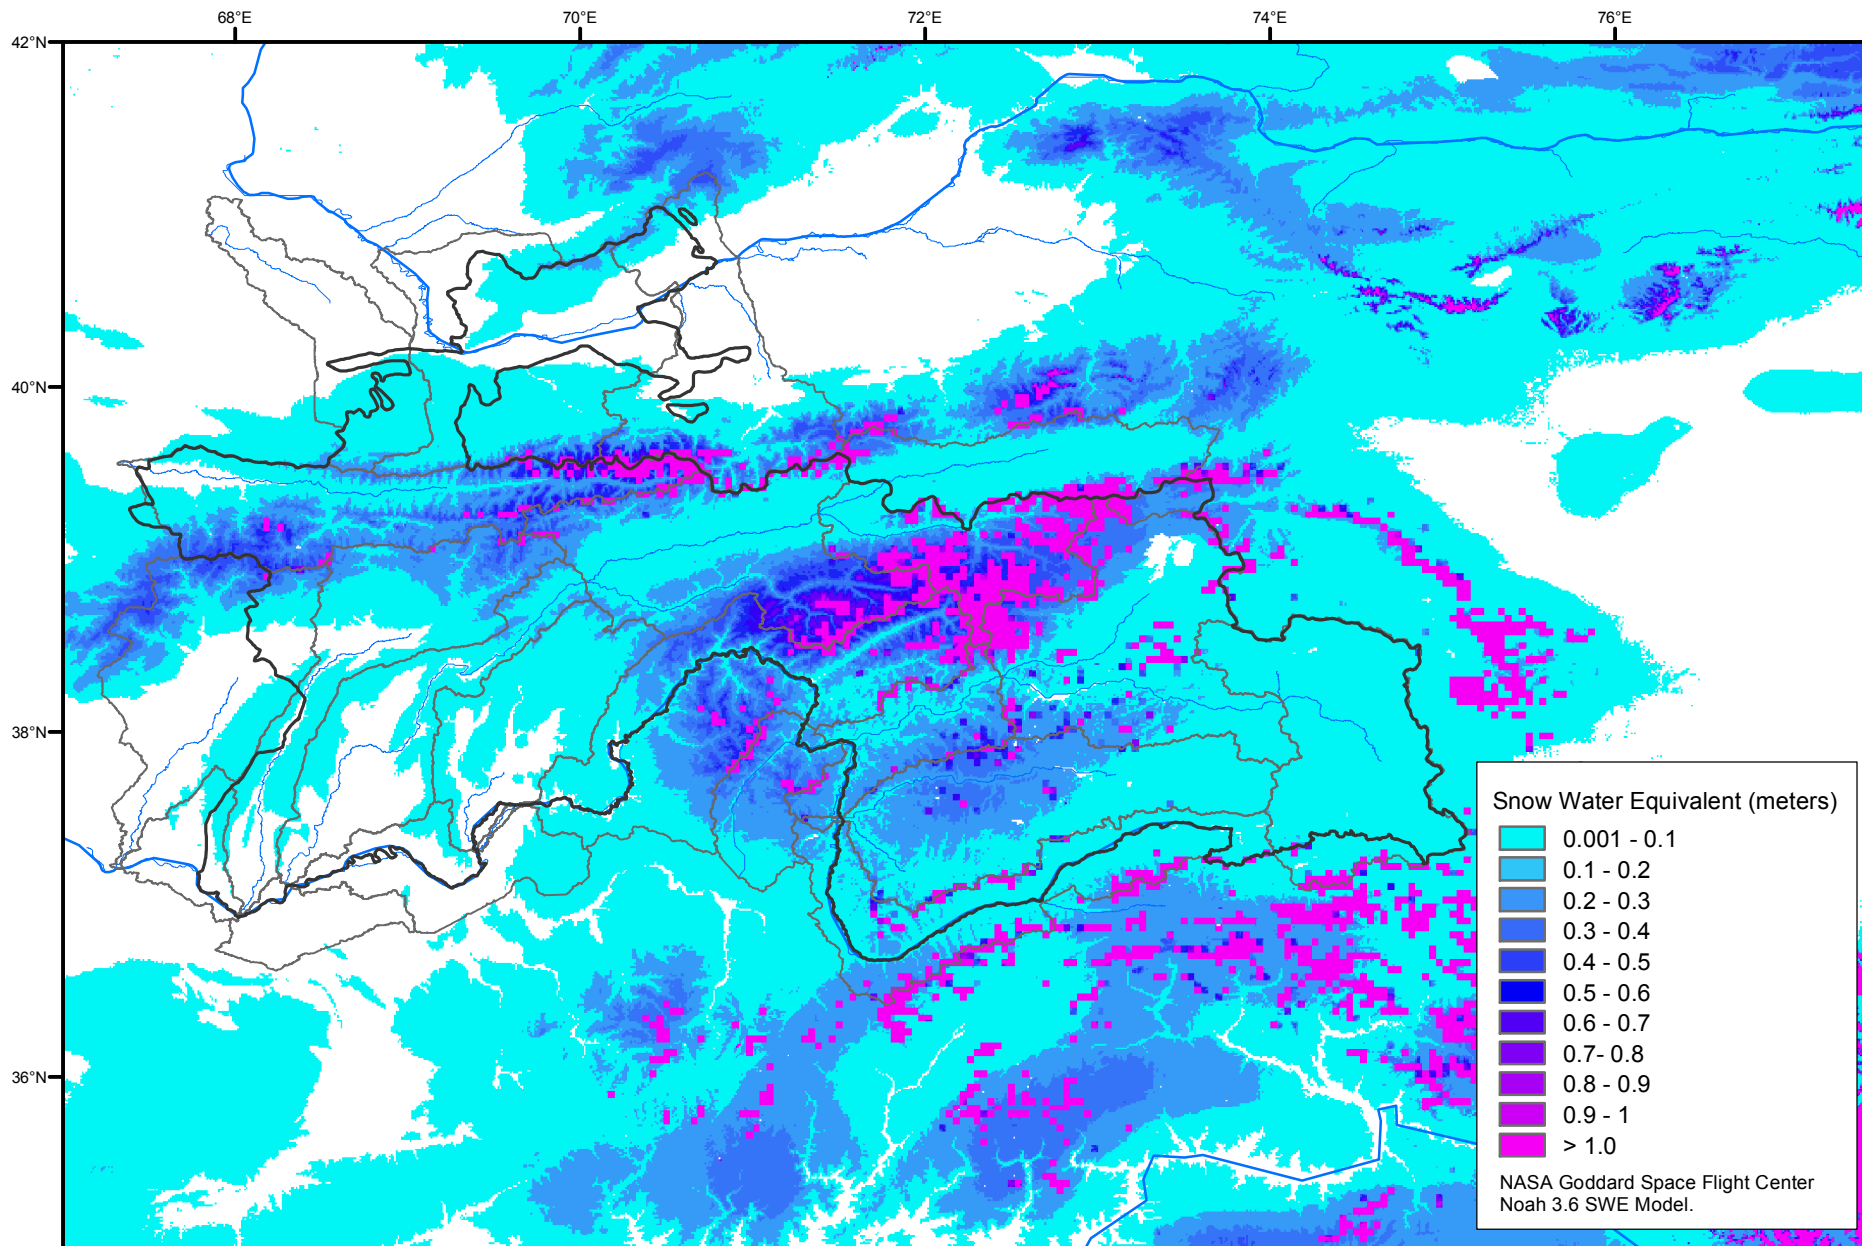 68°E 70°E 72°E 74°E 76°E
42°N
40°N
38°N
36°N
Snow Water Equivalent (meters)
0.001 - 0.1
0.1 - 0.2
0.2 - 0.3
0.3 - 0.4
0.4 - 0.5
0.5 - 0.6
0.6 - 0.7
0.7- 0.8
0.8 - 0.9
0.9 - 1
> 1.0
NASA Goddard Space Flight Center
Noah 3.6 SWE Model.